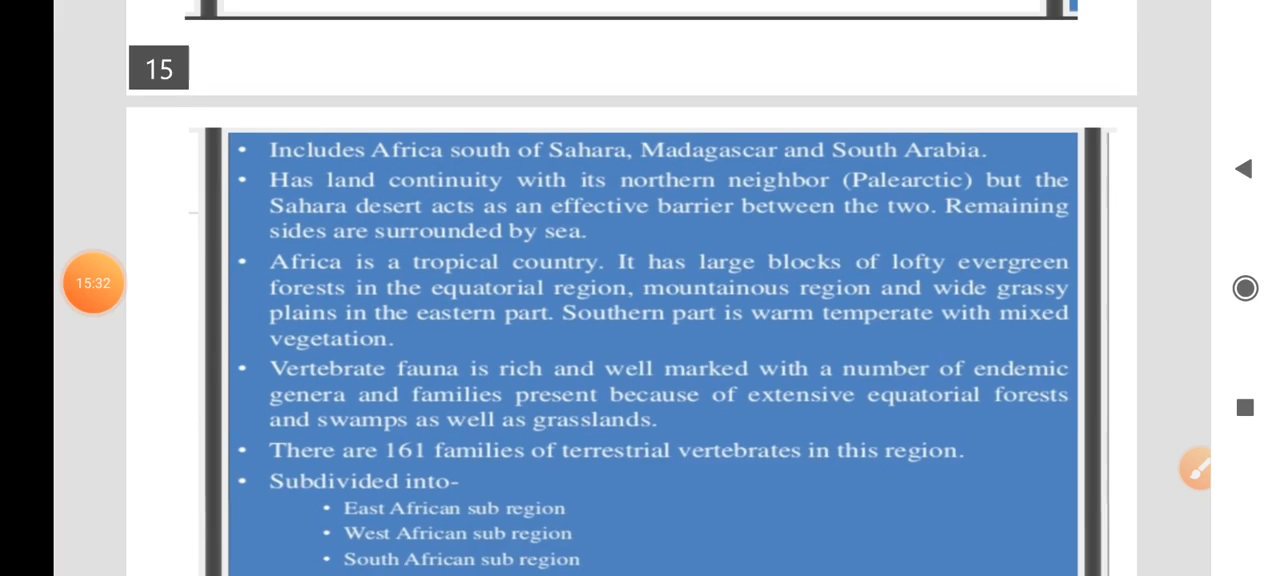 15
• Includes Africa south of Sahara, Madagascar and South Arabia.
• Has land continuity with its northern neighbor (Palearctic) but the
Sahara desert acts as an effective barrier between the two. Remaining
sides are surrounded by sea.
• Africa is a tropical country. It has large blocks of lofty evergreen
forests in the equatorial region, mountainous region and wide grassy
plains in the eastern part. Southern part is warm temperate with mixed
vegetation.
• Vertebrate fauna is rich and well marked with a number of endemic
genera and families present because of extensive equatorial forests
and swamps as well as grasslands.
• There are 161 families of terrestrial vertebrates in this region.
• Subdivided into-
• East African sub region
• West African sub region
• South African sub region
15:32